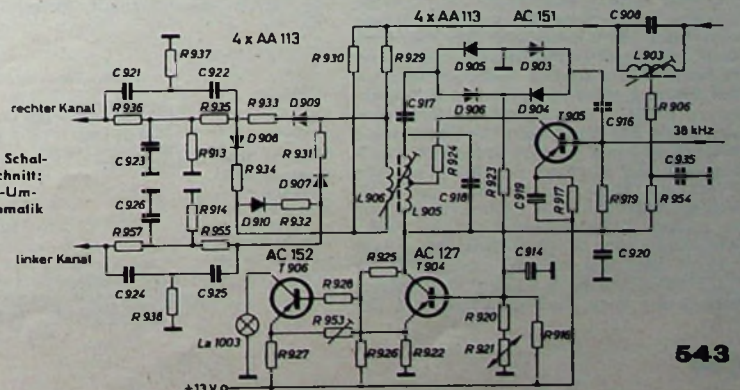 4 x AA 113
4 x AA 113
AC 151
C 908
R 937
C 921
C 922
R 930
R 929
D 905
D 903
L 903
rechter Kanal
R 936
R 935
R 933
D 909
C 917
D 906
D 904
T 905
C 916
R 906
38 kHz
D 908
R 931
R 924
Schal-
chnitt:
-Um-
matik
C 923
R 913
R 934
D 907
L 906
C 918
R 923
C 919
R 917
R 919
C 935
R 954
C 926
R 914
D 910
R 932
L 905
linker Kanal
R 957
R 955
AC 152
R 925
AC 127
C 914
C 920
C 924
C 925
T 906
T 904
R 938
R 928
R 920
R 916
La 1003
R 953
R 921
543
R 927
R 926
R 922
+13 V